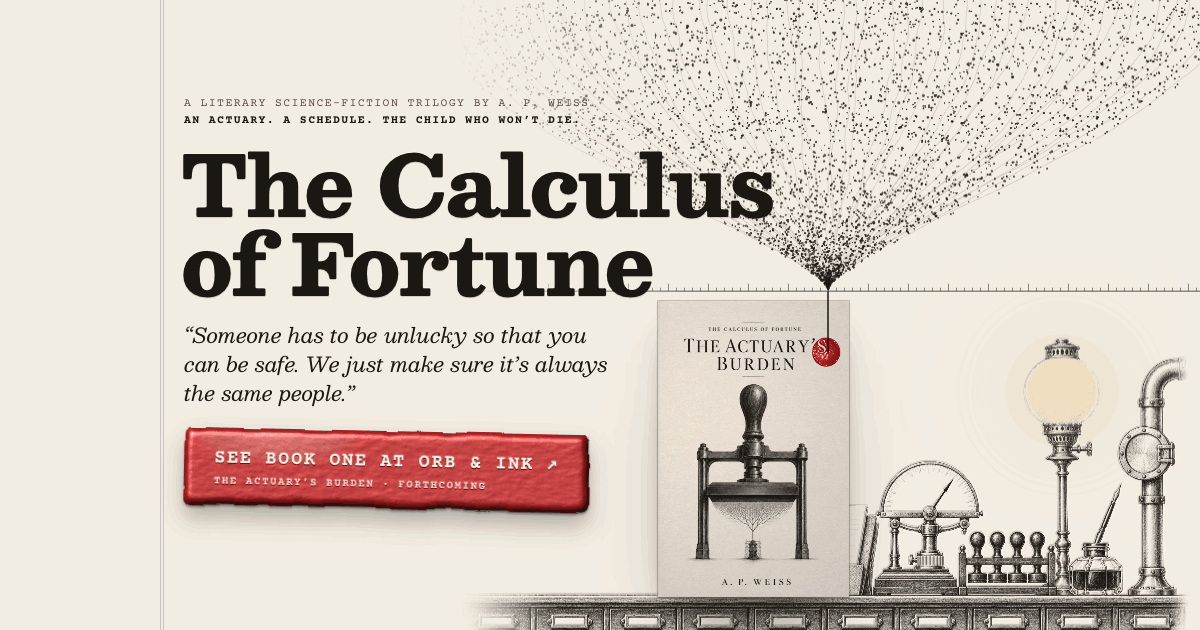 A LITERARY SCIENCE-FICTION TRILOGY BY A. P. WEISS.
AN ACTUARY. A SCHEDULE. THE CHILD WHO WON'T DIE.
The Calculus
of Fortune
“Someone has to be unlucky so that you
can be safe. We just make sure it’s always
the same people.”
SEE BOOK ONE AT ORB & INK ↗
THE ACTUARY’S BURDEN · FORTHCOMING
THE CALCULUS OF FORTUNE
THE ACTUARY’S
BURDEN
A. P. WEISS